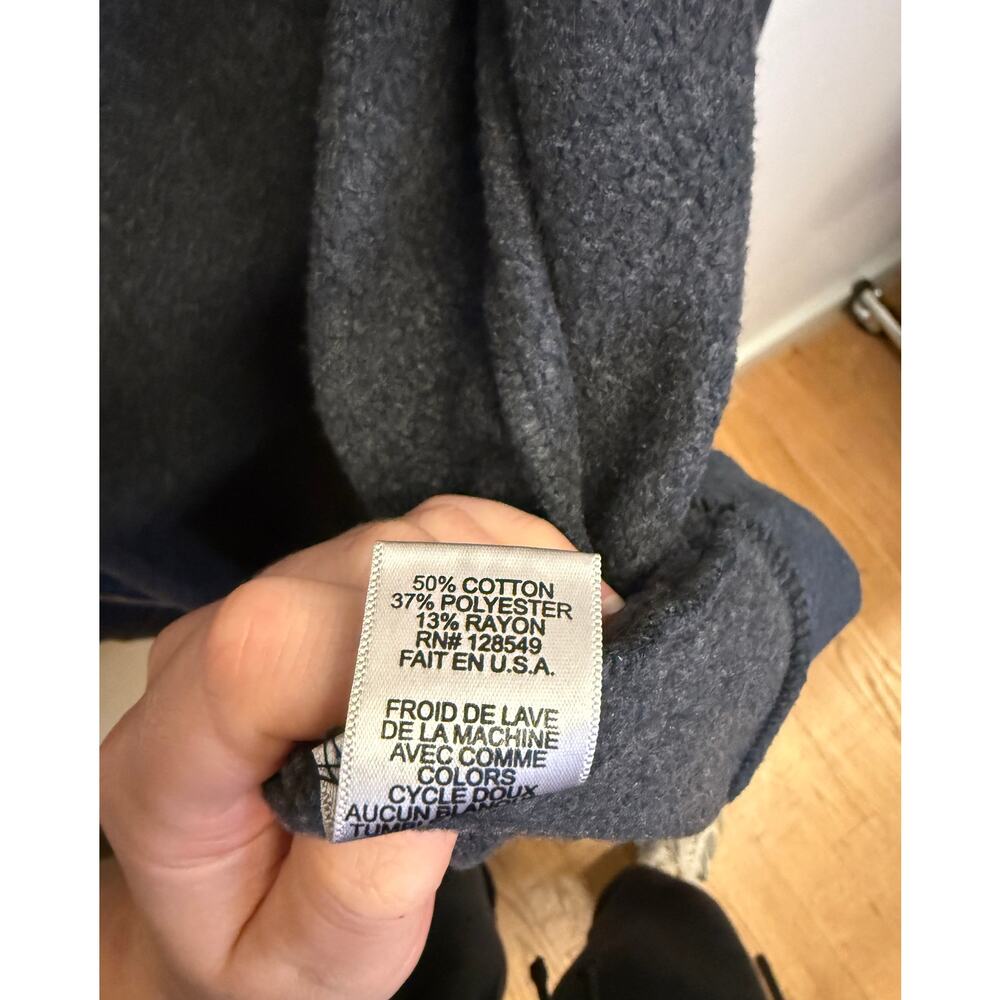 50% COTTON
37% POLYESTER
13% RAYON
RN# 128549
FAIT EN U.S.A.
FROID DE LAVE
DE LA MACHINE
AVEC COMME
COLORS
CYCLE DOUX
AUCUN